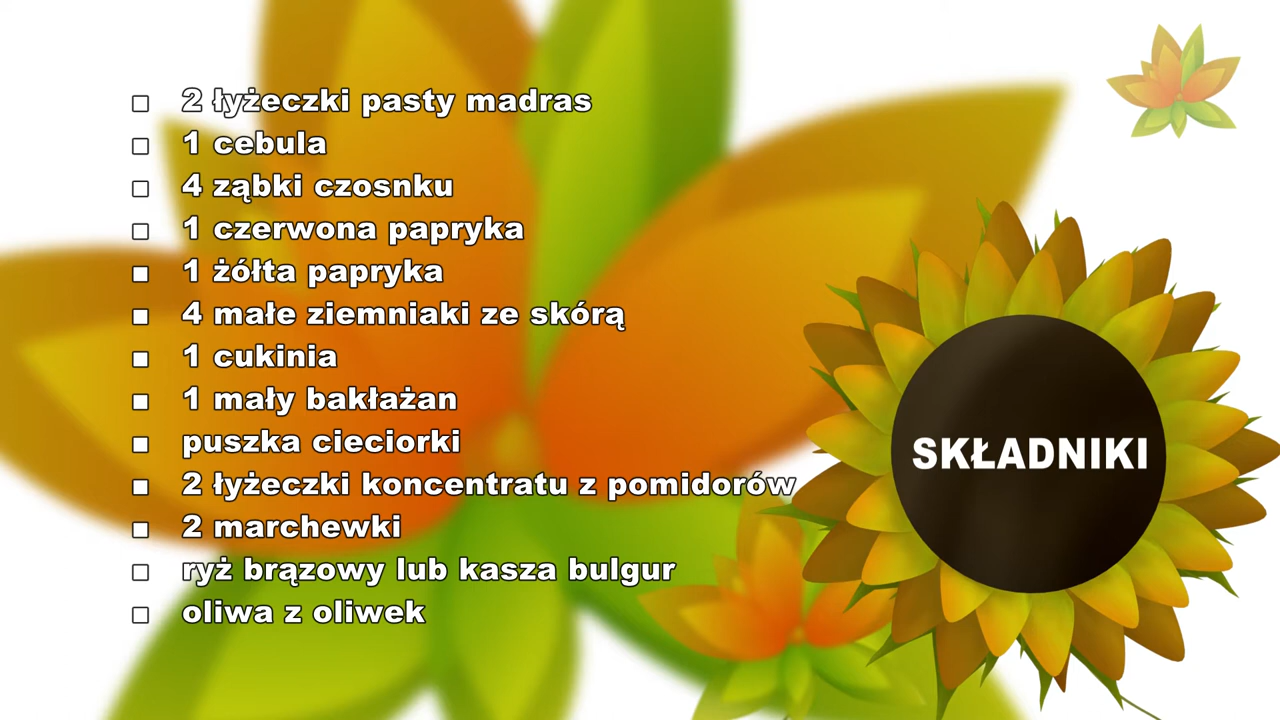 2 łyżeczki pasty madras
1 cebula
4 ząbki czosnku
1 czerwona papryka
1 żółta papryka
4 małe ziemniaki ze skórą
1 cukinia
1 mały bakłażan
puszka cieciorki
2 łyżeczki koncentratu z pomidorów
2 marchewki
ryż brązowy lub kasza bulgur
oliwa z oliwek
SKŁADNIKI